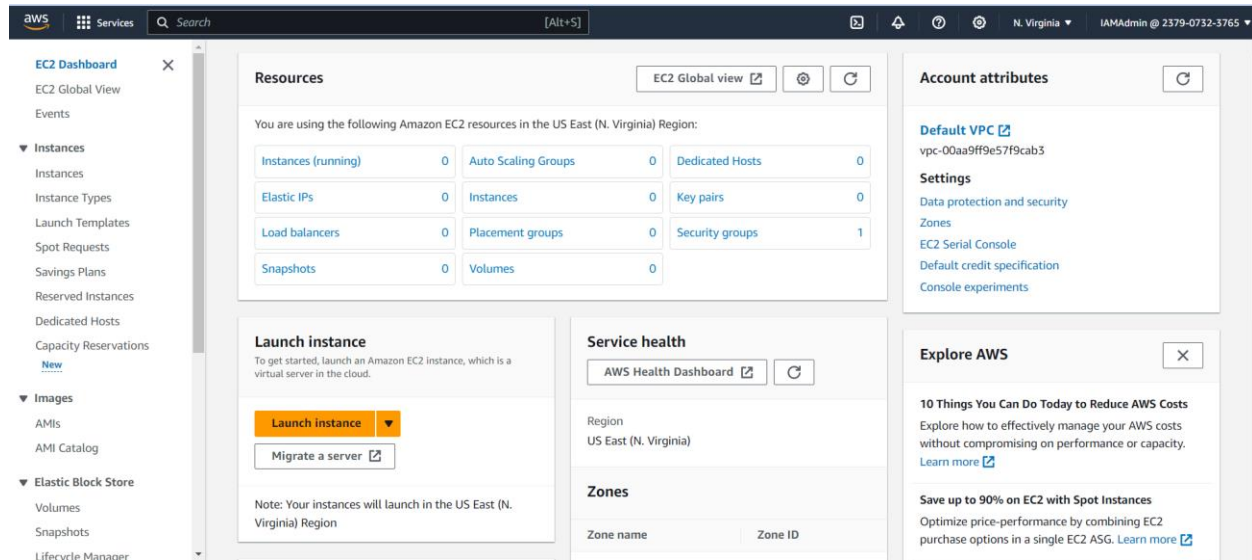 aws
Services
Search
[Alt+S]
N. Virginia
IAMAdmin @ 2379-0732-3765
EC2 Dashboard
EC2 Global View
Events
Instances
Instances
Instance Types
Launch Templates
Spot Requests
Savings Plans
Reserved Instances
Dedicated Hosts
Capacity Reservations
New
Images
AMIs
AMI Catalog
Elastic Block Store
Volumes
Snapshots
Lifecycle Manager
Resources
EC2 Global view
You are using the following Amazon EC2 resources in the US East (N. Virginia) Region:
Instances (running) 0
Auto Scaling Groups 0
Dedicated Hosts 0
Elastic IPs 0
Instances 0
Key pairs 0
Load balancers 0
Placement groups 0
Security groups 1
Snapshots 0
Volumes 0
Launch instance
To get started, launch an Amazon EC2 instance, which is a
virtual server in the cloud.
Launch instance
Migrate a server
Note: Your instances will launch in the US East (N.
Virginia) Region
Service health
AWS Health Dashboard
Region
US East (N. Virginia)
Zones
Zone name
Zone ID
Account attributes
Default VPC
vpc-00aa9ff9e57f9cab3
Settings
Data protection and security
Zones
EC2 Serial Console
Default credit specification
Console experiments
Explore AWS
10 Things You Can Do Today to Reduce AWS Costs
Explore how to effectively manage your AWS costs
without compromising on performance or capacity.
Learn more
Save up to 90% on EC2 with Spot Instances
Optimize price-performance by combining EC2
purchase options in a single EC2 ASG. Learn more